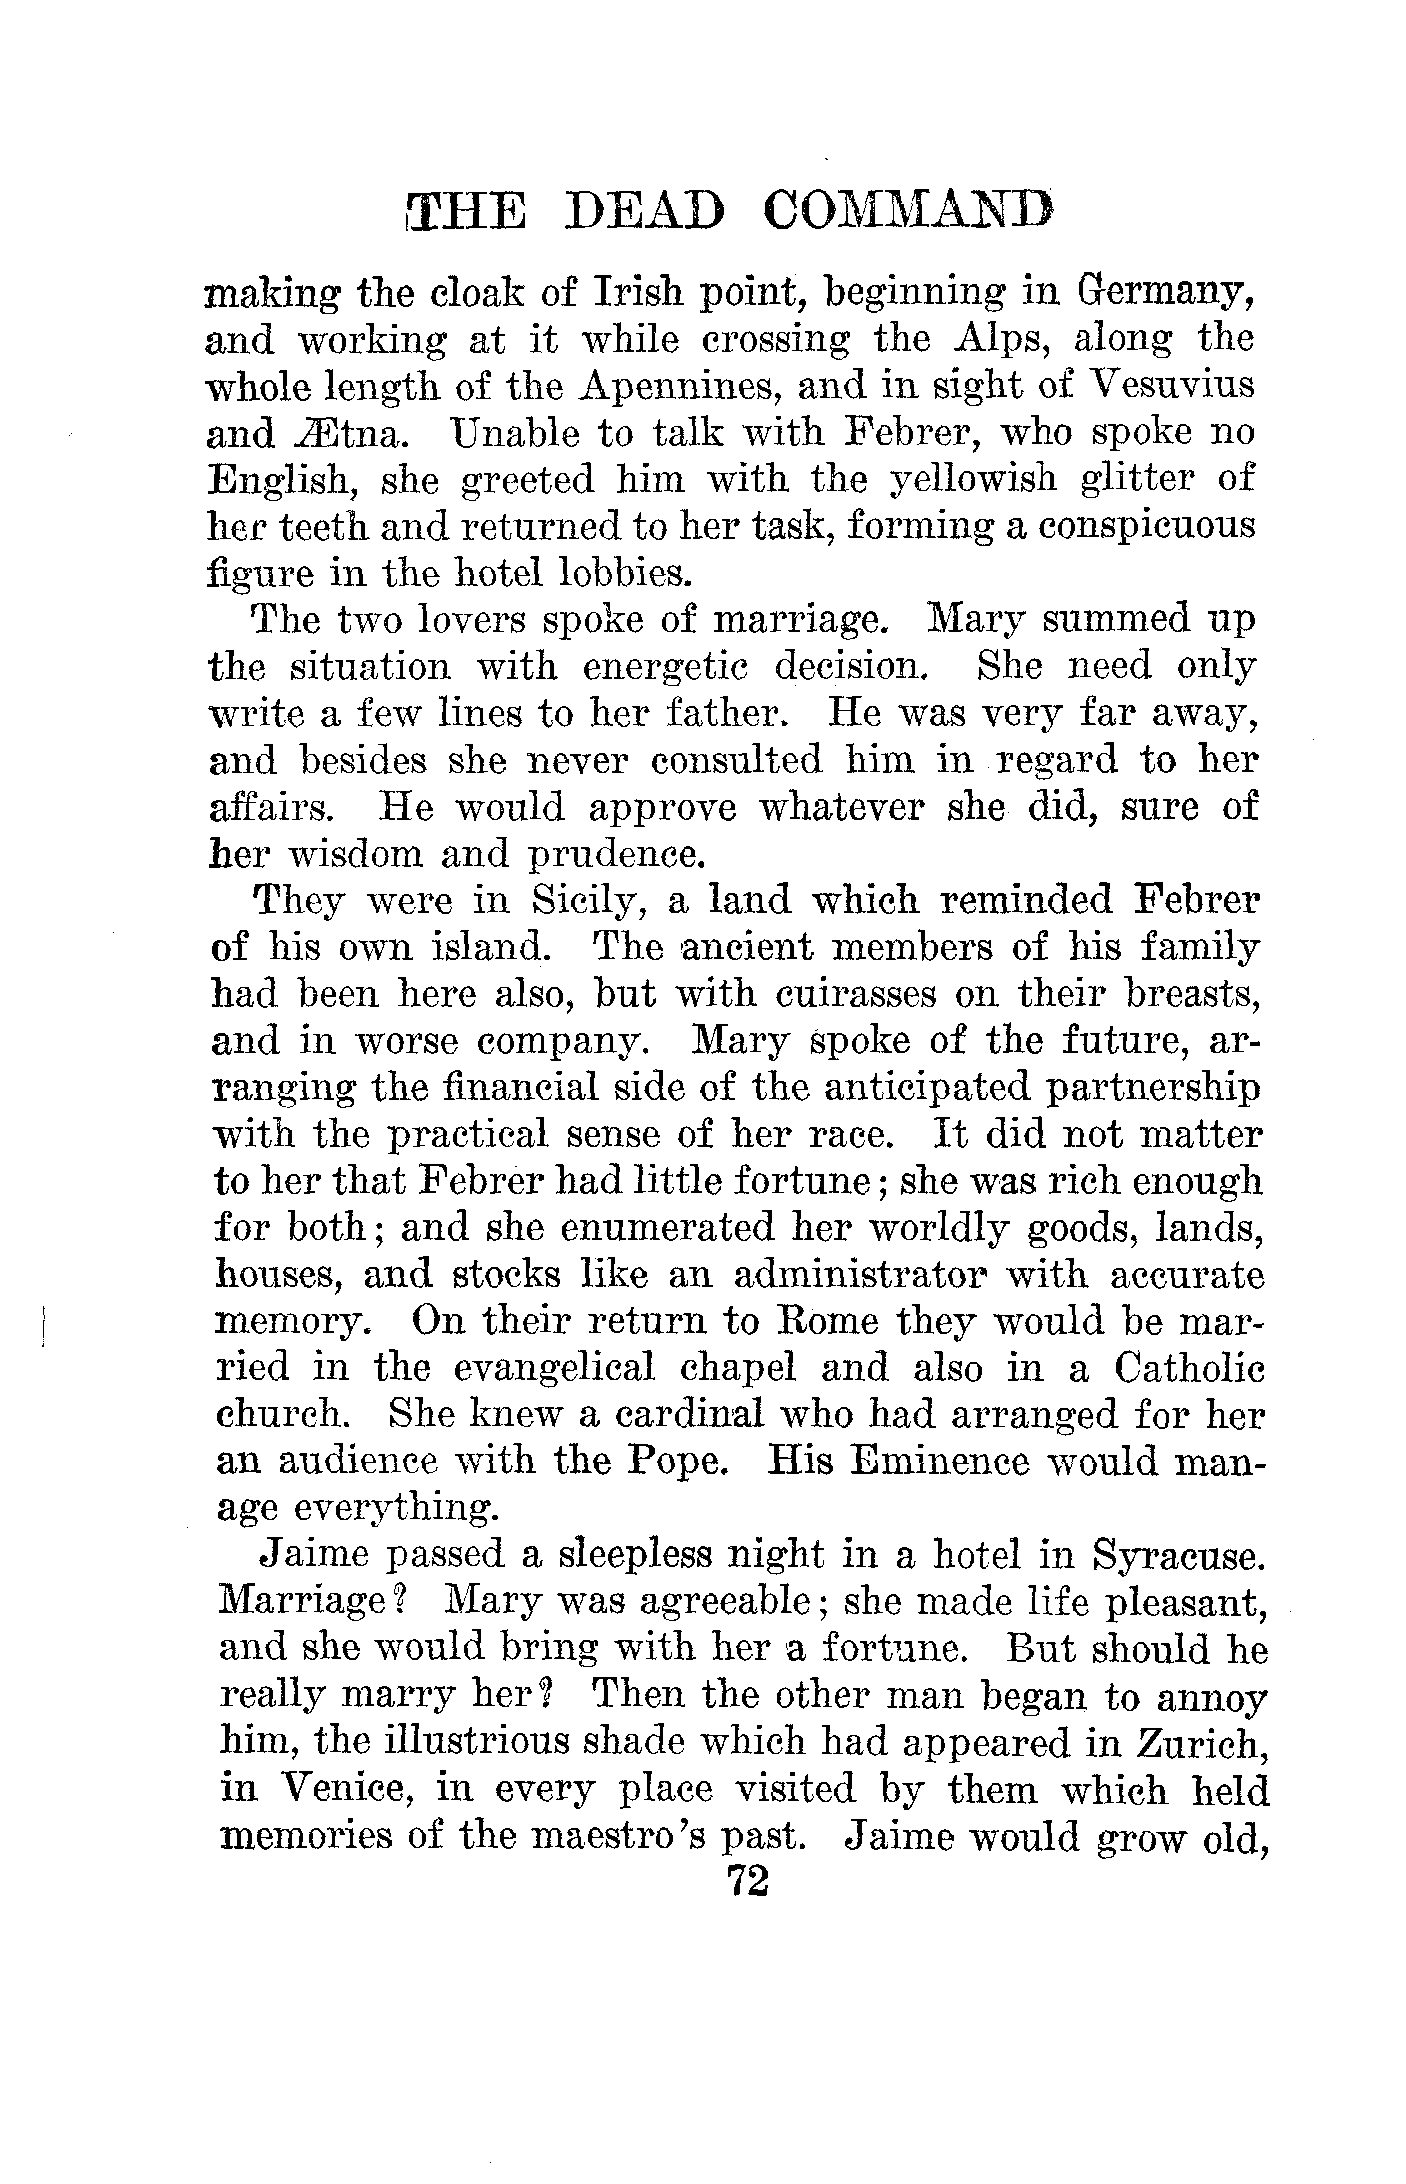 THE DEAD COMMAND
making the cloak of Irish point, beginning in Germany,
and working at it while crossing the Alps, along the
whole length of the Apennines, and in sight of Vesuvius
and Ætna. Unable to talk with Febrer, who spoke no
English, she greeted him with the yellowish glitter of
her teeth and returned to her task, forming a conspicuous
figure in the hotel lobbies.
The two lovers spoke of marriage. Mary summed up
the situation with energetic decision. She need only
write a few lines to her father. He was very far away,
and besides she never consulted him in regard to her
affairs. He would approve whatever she did, sure of
her wisdom and prudence.
They were in Sicily, a land which reminded Febrer
of his own island. The ancient members of his family
had been here also, but with cuirasses on their breasts,
and in worse company. Mary spoke of the future, ar-
ranging the financial side of the anticipated partnership
with the practical sense of her race. It did not matter
to her that Febrer had little fortune; she was rich enough
for both; and she enumerated her worldly goods, lands,
houses, and stocks like an administrator with accurate
memory. On their return to Rome they would be mar-
ried in the evangelical chapel and also in a Catholic
church. She knew a cardinal who had arranged for her
an audience with the Pope. His Eminence would man-
age everything.
Jaime passed a sleepless night in a hotel in Syracuse.
Marriage? Mary was agreeable; she made life pleasant,
and she would bring with her a fortune. But should he
really marry her? Then the other man began to annoy
him, the illustrious shade which had appeared in Zurich,
in Venice, in every place visited by them which held
memories of the maestro's past. Jaime would grow old,
72